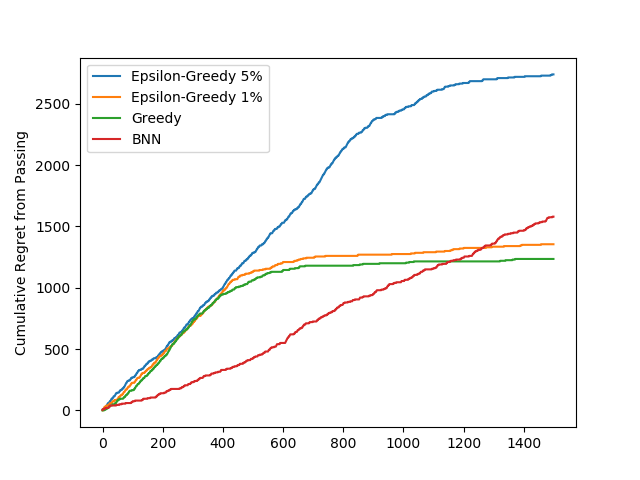 Epsilon-Greedy 5%
Epsilon-Greedy 1%
Greedy
BNN
Cumulative Regret from Passing
2500
2000
1500
1000
500
0
0 200 400 600 800 1000 1200 1400